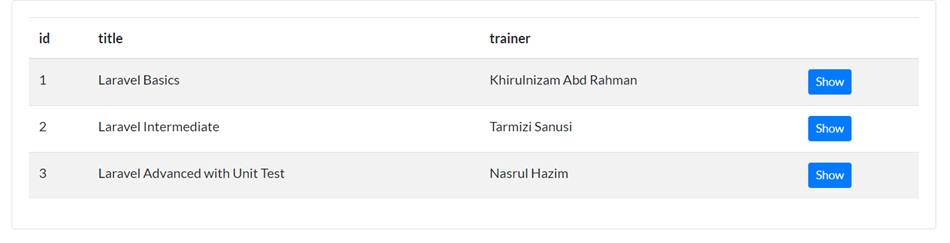 id title trainer
1 Laravel Basics Khirulnizam Abd Rahman Show
2 Laravel Intermediate Tarmizi Sanusi Show
3 Laravel Advanced with Unit Test Nasrul Hazim Show